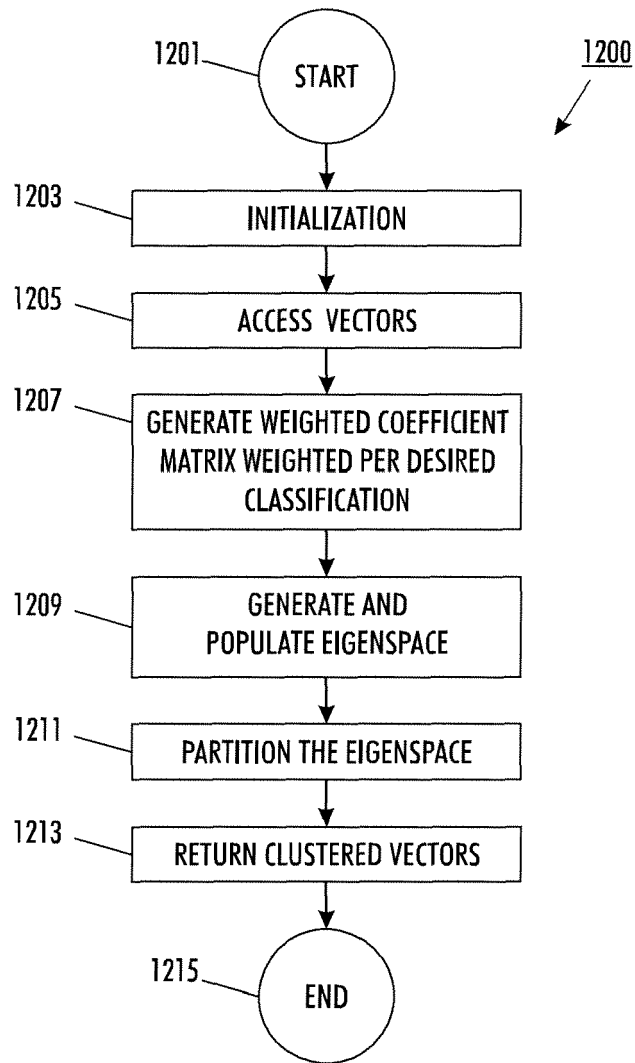 1201
START
1200
1203
INITIALIZATION
1205
ACCESS VECTORS
1207
GENERATE WEIGHTED COEFFICIENT
MATRIX WEIGHTED PER DESIRED
CLASSIFICATION
1209
GENERATE AND
POPULATE EIGENSPACE
1211
PARTITION THE EIGENSPACE
1213
RETURN CLUSTERED VECTORS
1215
END